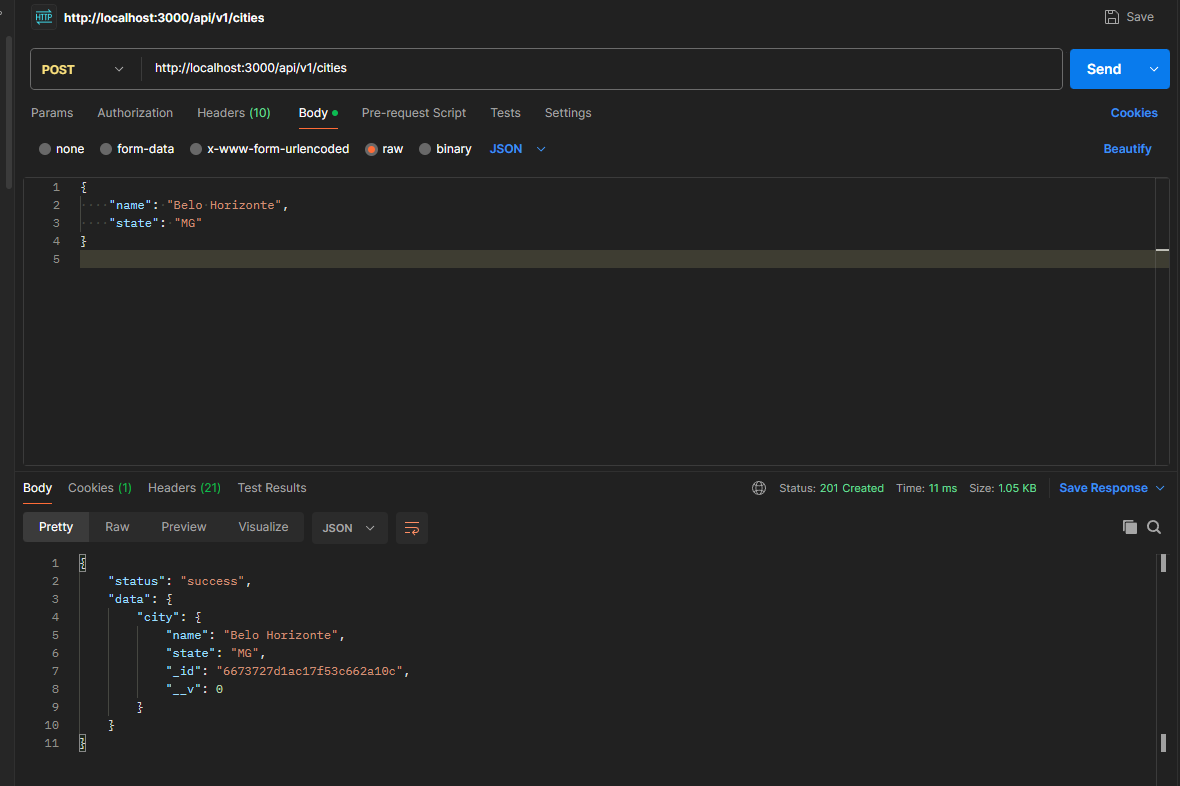 HTTP http://localhost:3000/api/v1/cities Save
POST http://localhost:3000/api/v1/cities Send
Params Authorization Headers (10) Body Pre-request Script Tests Settings Cookies
none form-data x-www-form-urlencoded raw binary JSON Beautify
1 {
2 "name": "Belo Horizonte",
3 "state": "MG"
4 }
5
Body Cookies (1) Headers (21) Test Results Status: 201 Created Time: 11 ms Size: 1.05 KB Save Response
Pretty Raw Preview Visualize JSON
1 {
2 "status": "success",
3 "data": {
4 "city": {
5 "name": "Belo Horizonte",
6 "state": "MG",
7 "_id": "6673727d1ac17f53c662a10c",
8 "__v": 0
9 }
10 }
11 }